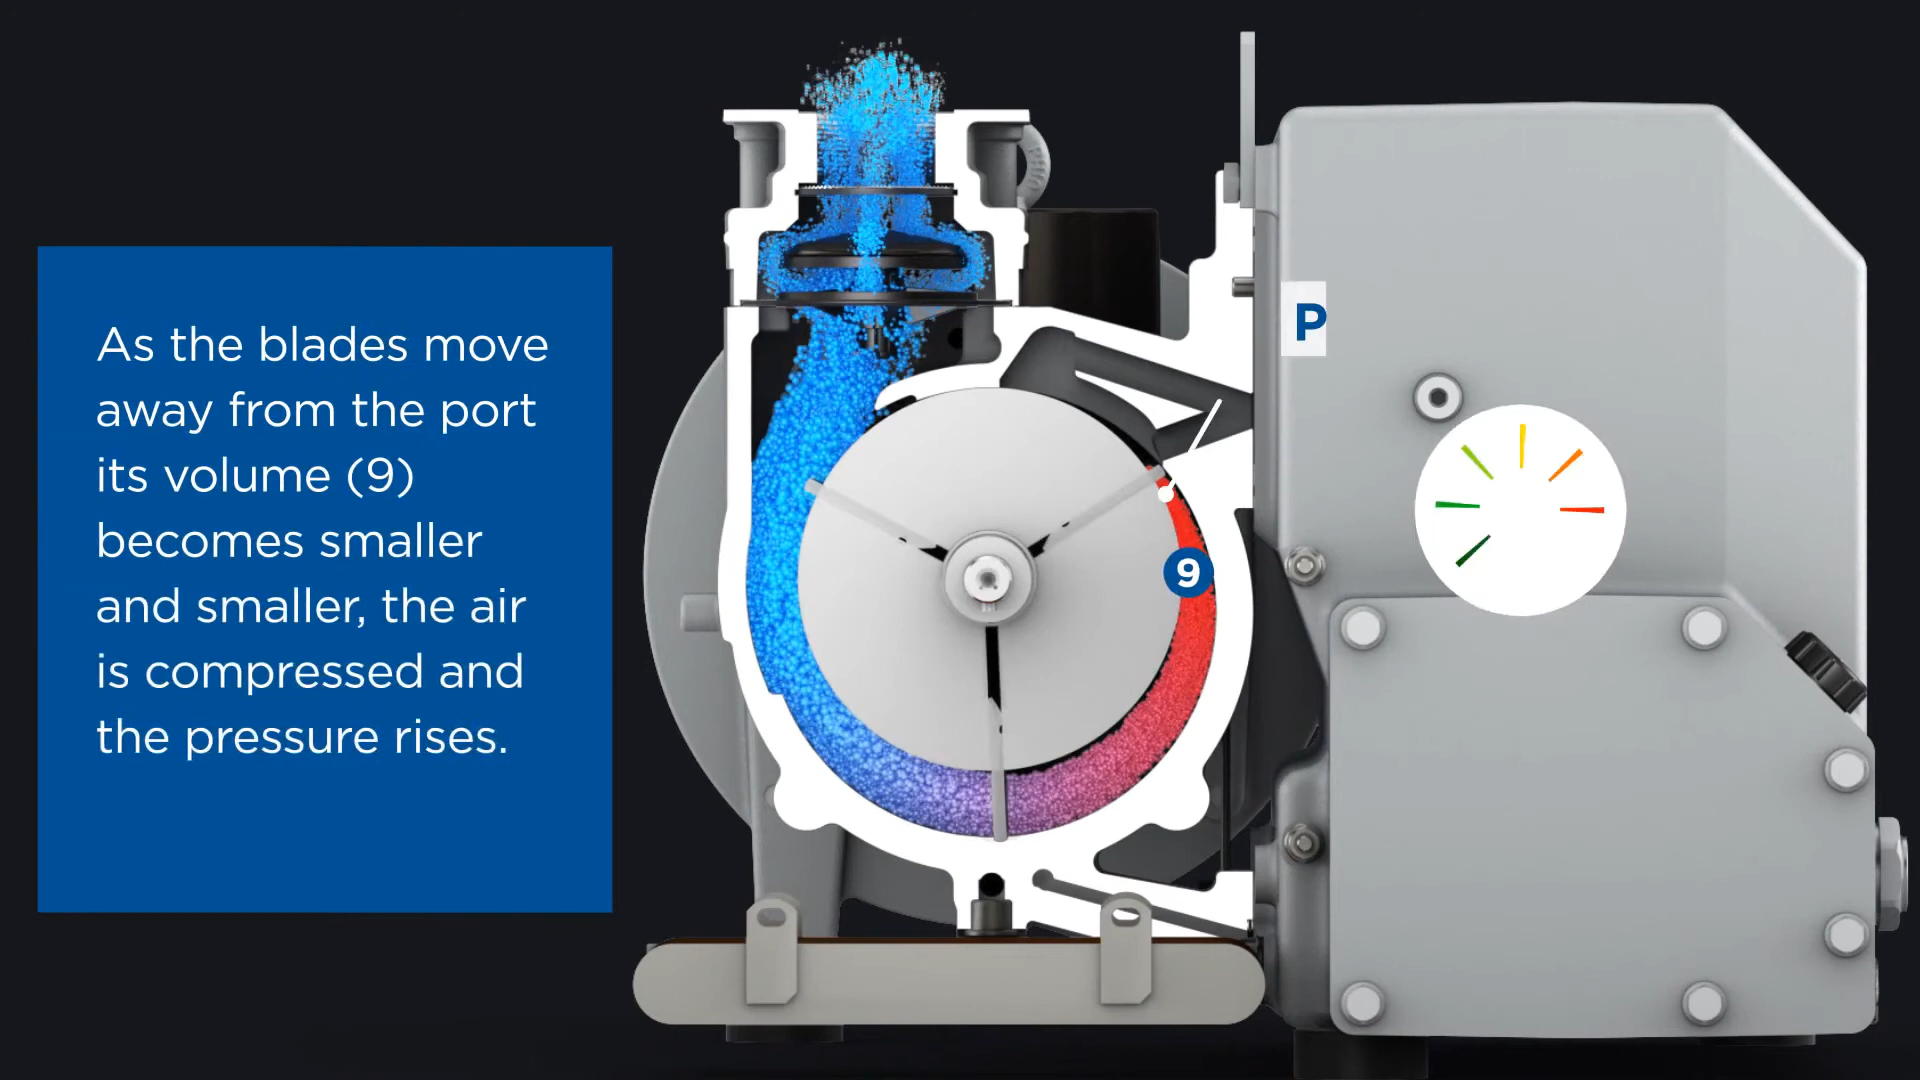 As the blades move
away from the port
its volume (9)
becomes smaller
and smaller, the air
is compressed and
the pressure rises.
P
9